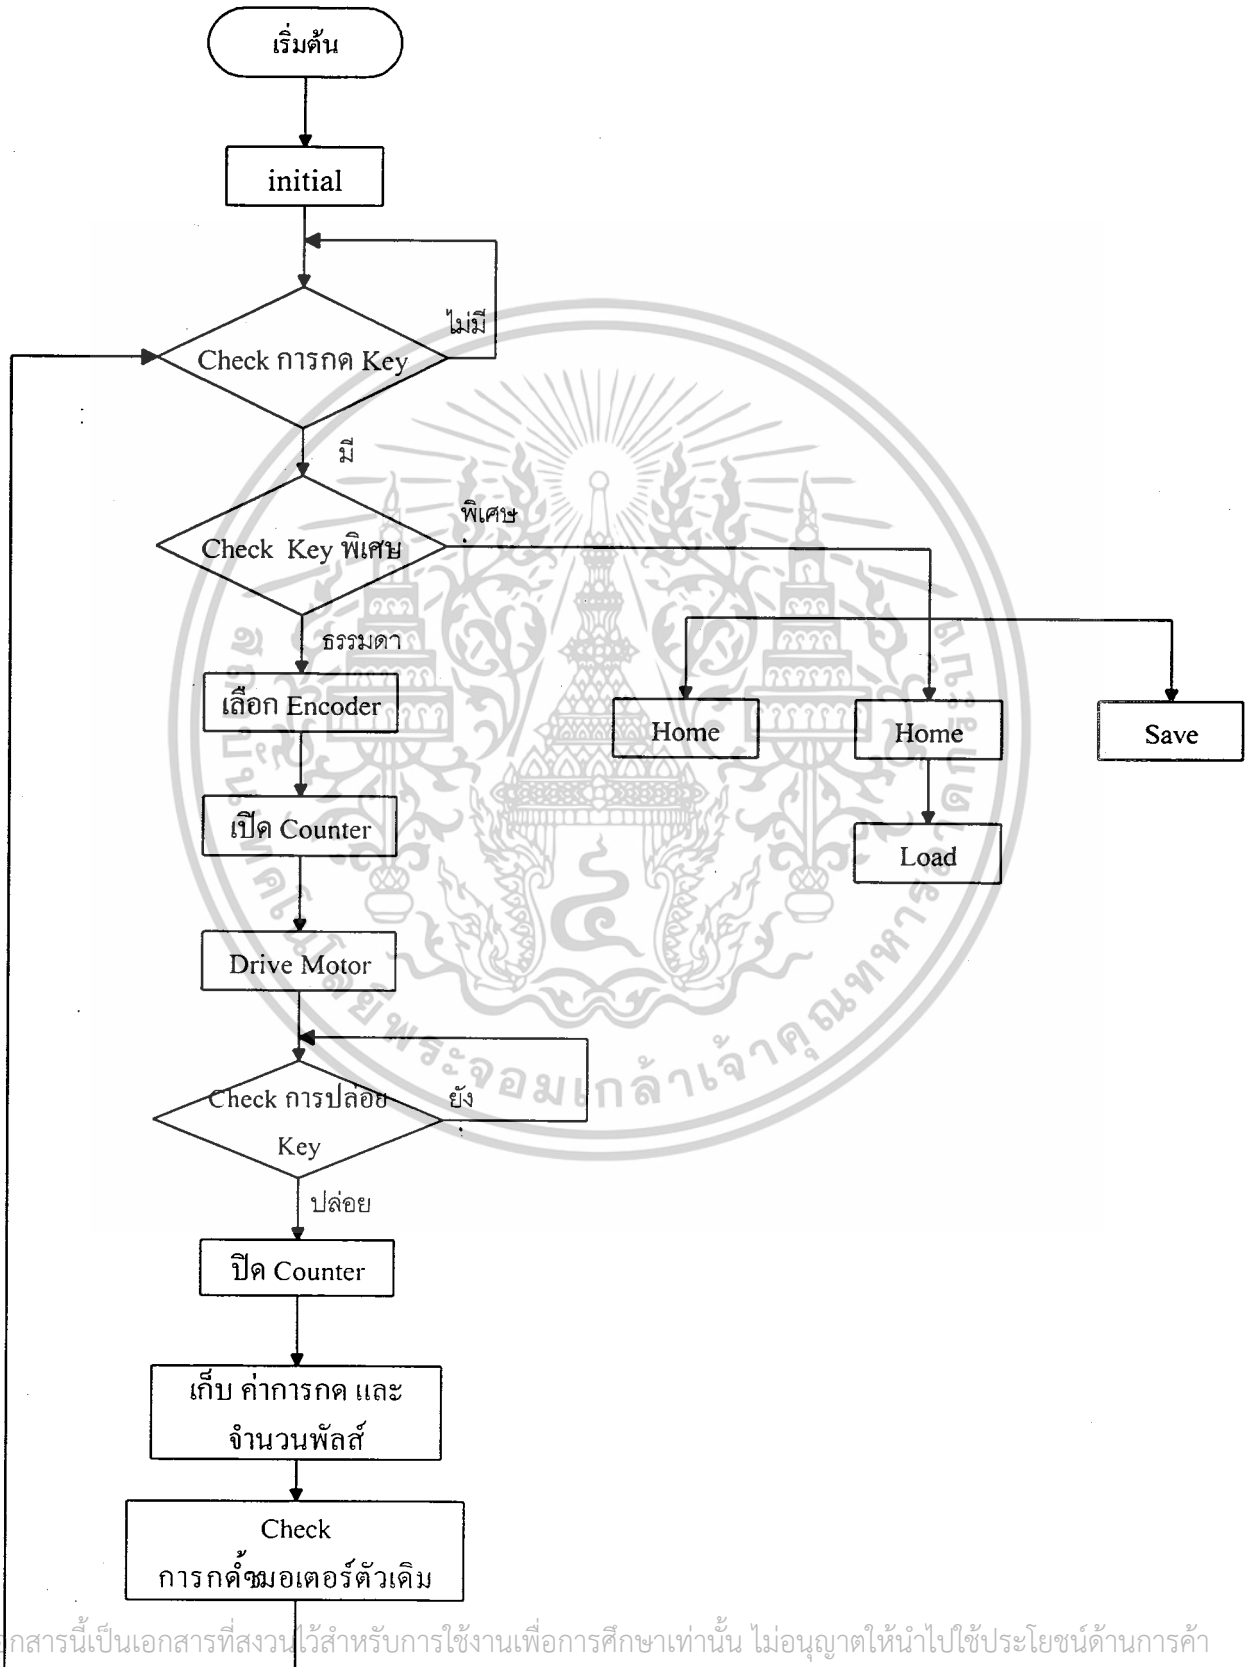 เริ่มต้น
initial
ไม่มี
Check การกด Key
มี
พิเศษ
Check Key พิเศษ
ธรรมดา
เลือก Encoder
Home
Home
Save
เปิด Counter
Load
Drive Motor
Check การปล่อย
Key
ยัง
ปล่อย
ปิด Counter
เก็บ ค่าการกด และ
จำนวนพัลส์
Check
การกดซ้ำมอเตอร์ตัวเดิม
กสารนี้เป็นเอกสารที่สงวนไว้สำหรับการใช้งานเพื่อการศึกษาเท่านั้น ไม่อนุญาตให้นำไปใช้ประโยชน์ด้านการค้า